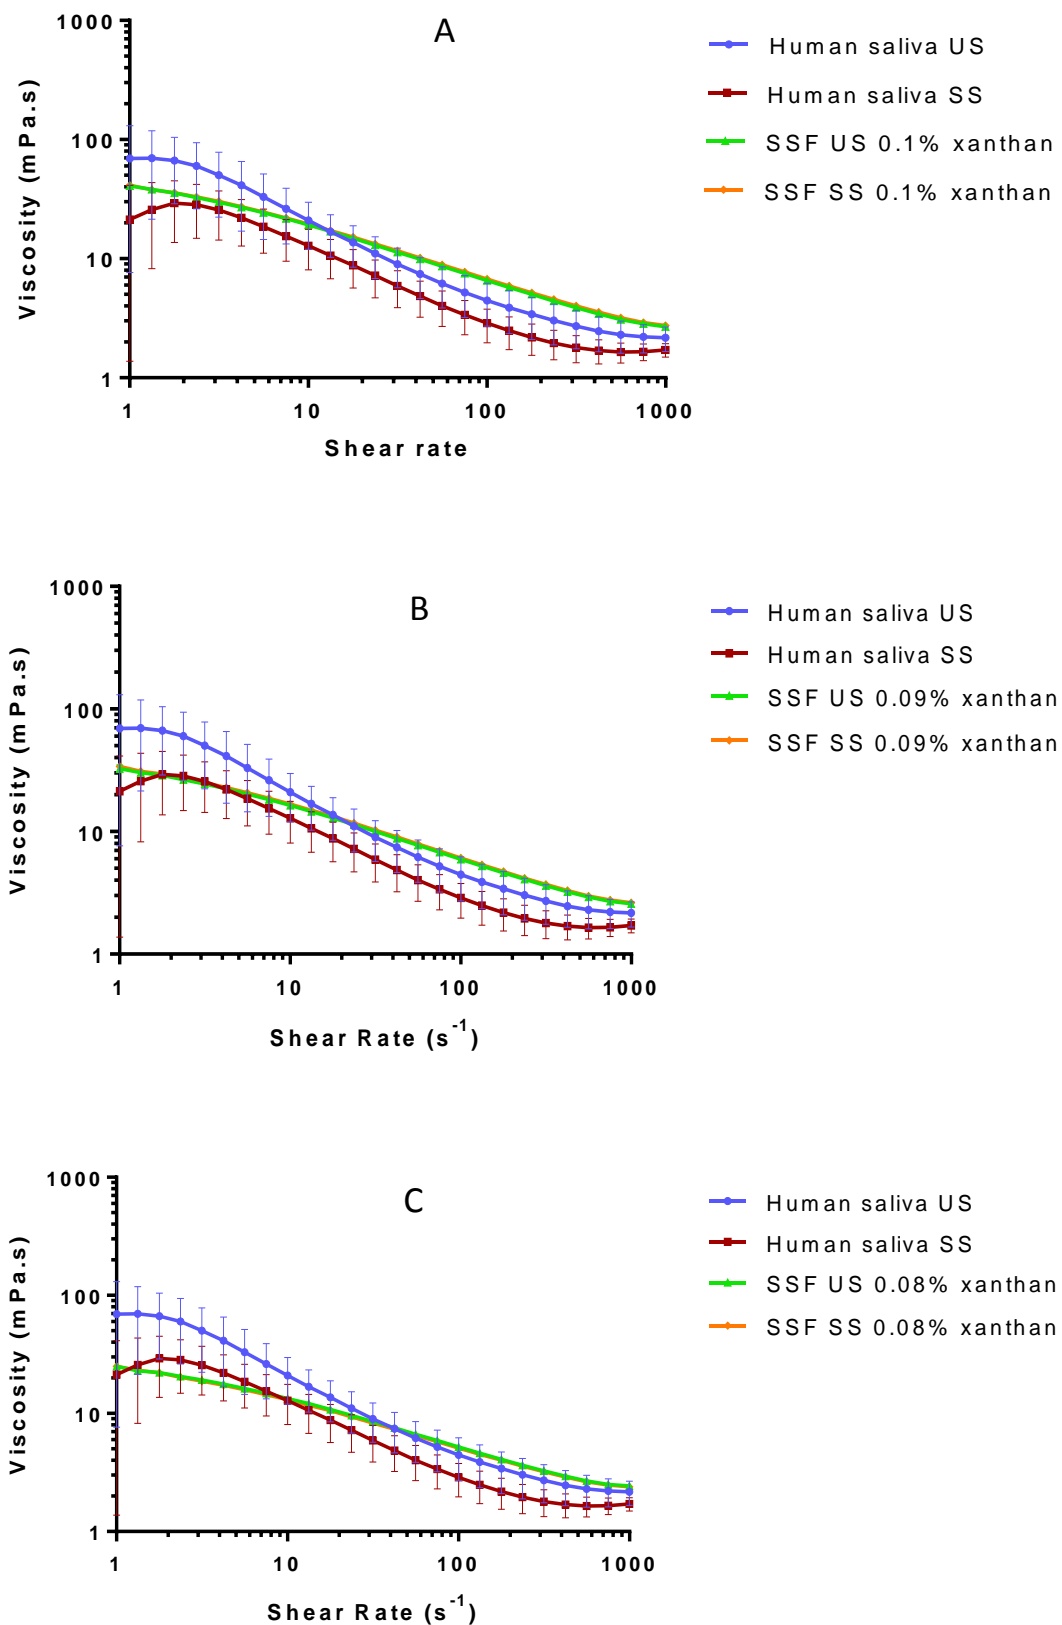 A
1000
100
10
1
Viscosity (mPa.s)
1 10 100 1000
Shear rate
Human saliva US
Human saliva SS
SSF US 0.1% xanthan
SSF SS 0.1% xanthan
B
1000
100
10
1
Viscosity (mPa.s)
1 10 100 1000
Shear Rate (s⁻¹)
Human saliva US
Human saliva SS
SSF US 0.09% xanthan
SSF SS 0.09% xanthan
C
1000
100
10
1
Viscosity (mPa.s)
1 10 100 1000
Shear Rate (s⁻¹)
Human saliva US
Human saliva SS
SSF US 0.08% xanthan
SSF SS 0.08% xanthan